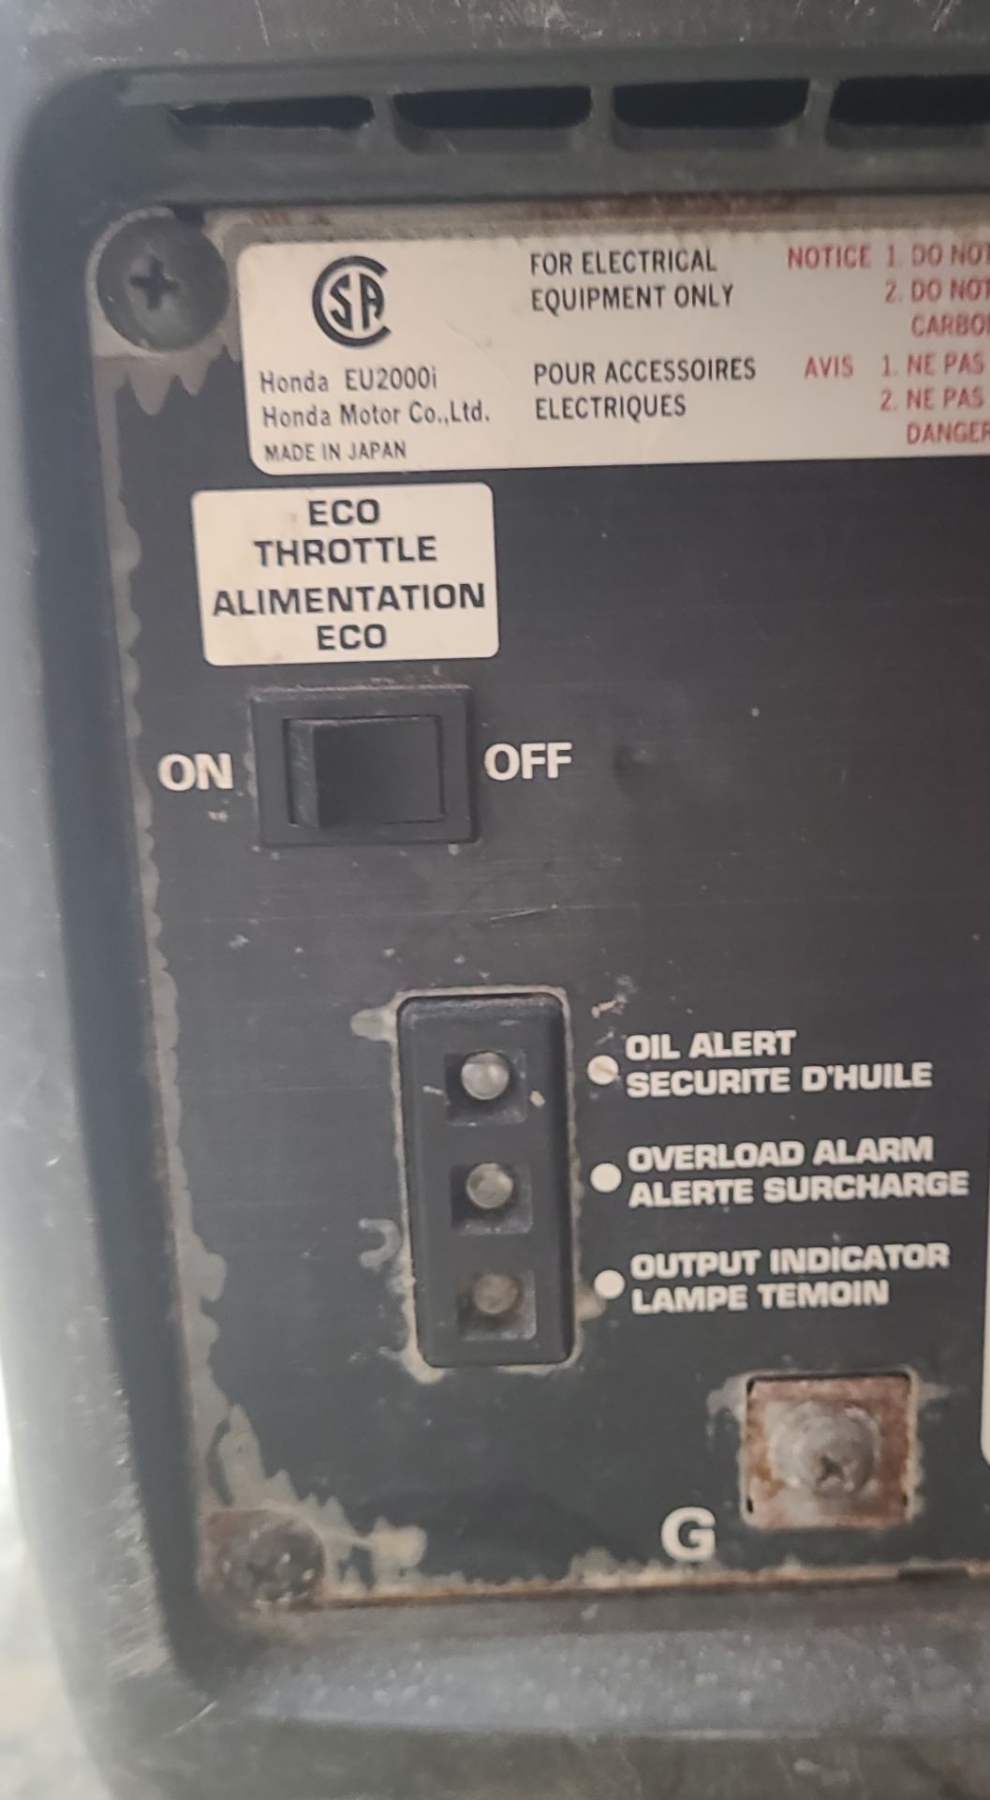 CSA
Honda EU2000i
Honda Motor Co.,Ltd.
MADE IN JAPAN
FOR ELECTRICAL
EQUIPMENT ONLY
POUR ACCESSOIRES
ELECTRIQUES
NOTICE 1. DO NOT
2. DO NOT
AVIS 1. NE PAS
2. NE PAS
DANGER
ECO
THROTTLE
ALIMENTATION
ECO
ON
OFF
OIL ALERT
SECURITE D'HUILE
OVERLOAD ALARM
ALERTE SURCHARGE
OUTPUT INDICATOR
LAMPE TEMOIN
G